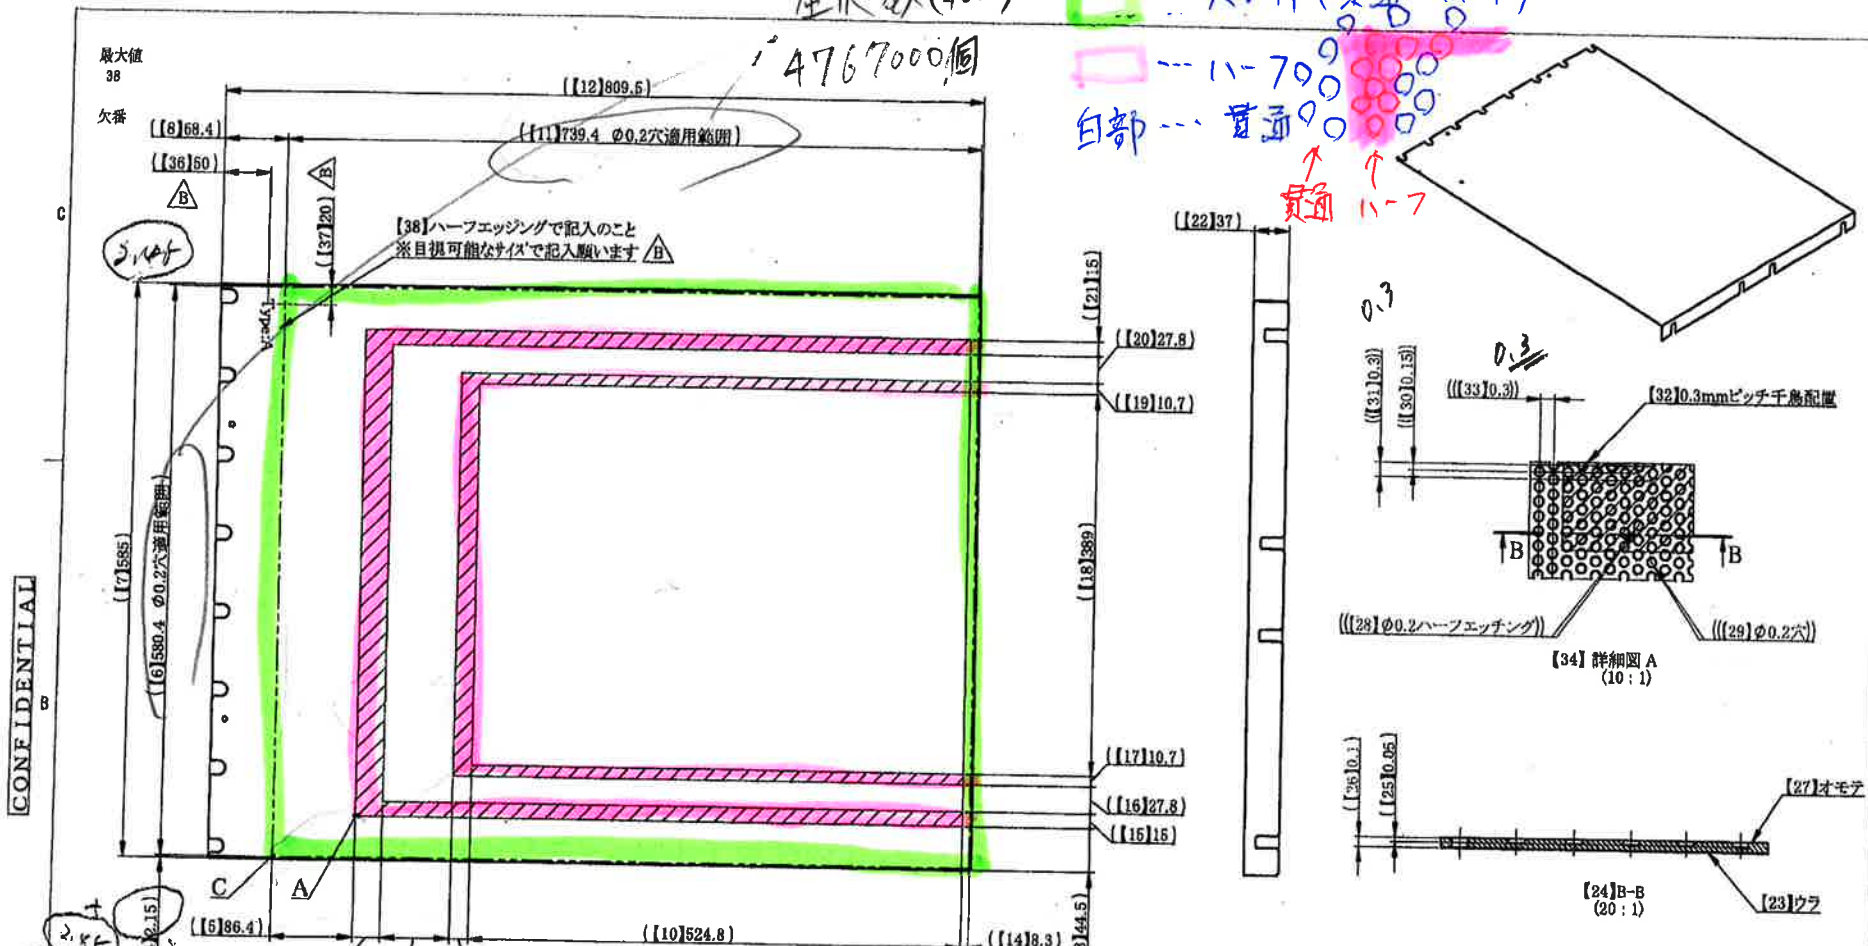 4767000個
… ハーフ
白部 … 貫通
貫通 ハーフ
最大値
38
欠番
([12]809.5)
([8]68.4)
([11]739.4 Φ0.2穴適用範囲)
([36]50)
B
([37]20)
B
【38】ハーフエッジングで記入のこと
※目視可能なサイズで記入願います B
C
B
CONFIDENTIAL
([7]585)
([6]580.4 Φ0.2穴適用範囲)
([21]15)
([20]27.8)
([19]10.7)
([18]389)
([17]10.7)
([16]27.8)
([15]15)
C
A
([5]86.4)
([10]524.8)
([14]8.3)
([22]37)
0.3
0.3
(([31]0.3))
(([30]0.15))
(([33]0.3))
【32】0.3mmピッチ千鳥配置
B
B
(([28]Φ0.2ハーフエッチング))
(([29]Φ0.2穴))
【34】詳細図 A
(10 : 1)
([26]0.1)
([25]0.05)
【27】オモテ
【24】B-B
(20 : 1)
【23】ウラ